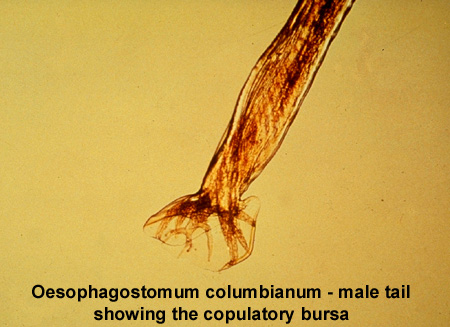 Oesophagostomum columbianum - male tail
showing the copulatory bursa